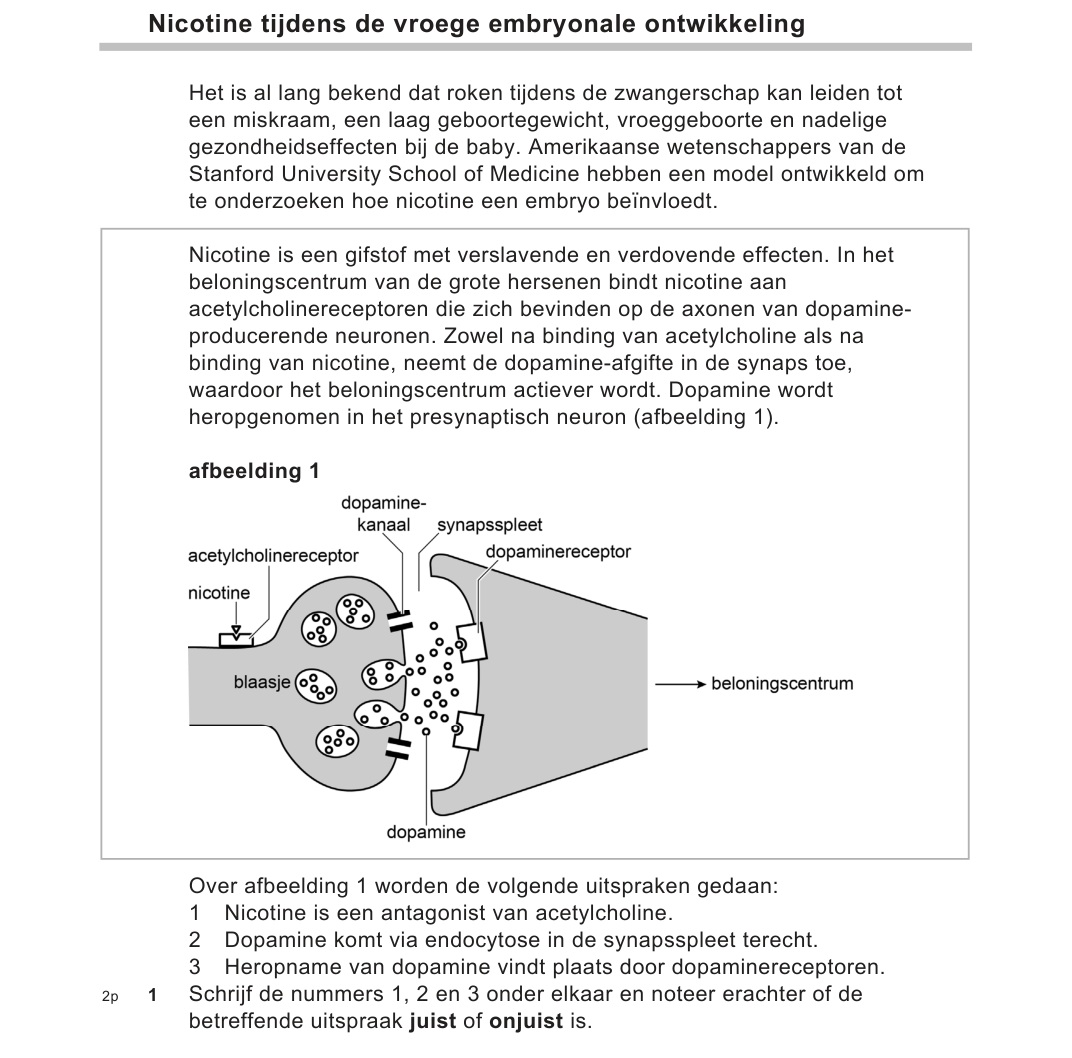 Nicotine tijdens de vroege embryonale ontwikkeling
Het is al lang bekend dat roken tijdens de zwangerschap kan leiden tot
een miskraam, een laag geboortegewicht, vroeggeboorte en nadelige
gezondheidseffecten bij de baby. Amerikaanse wetenschappers van de
Stanford University School of Medicine hebben een model ontwikkeld om
te onderzoeken hoe nicotine een embryo beïnvloedt.
Nicotine is een gifstof met verslavende en verdovende effecten. In het
beloningscentrum van de grote hersenen bindt nicotine aan
acetylcholinereceptoren die zich bevinden op de axonen van dopamine-
producerende neuronen. Zowel na binding van acetylcholine als na
binding van nicotine, neemt de dopamine-afgifte in de synaps toe,
waardoor het beloningscentrum actiever wordt. Dopamine wordt
heropgenomen in het presynaptisch neuron (afbeelding 1).
afbeelding 1
dopamine-
kanaal
synapsspleet
acetylcholinereceptor
dopaminereceptor
nicotine
blaasje
beloningscentrum
dopamine
Over afbeelding 1 worden de volgende uitspraken gedaan:
1 Nicotine is een antagonist van acetylcholine.
2 Dopamine komt via endocytose in de synapsspleet terecht.
3 Heropname van dopamine vindt plaats door dopaminereceptoren.
2p 1 Schrijf de nummers 1, 2 en 3 onder elkaar en noteer erachter of de
betreffende uitspraak juist of onjuist is.